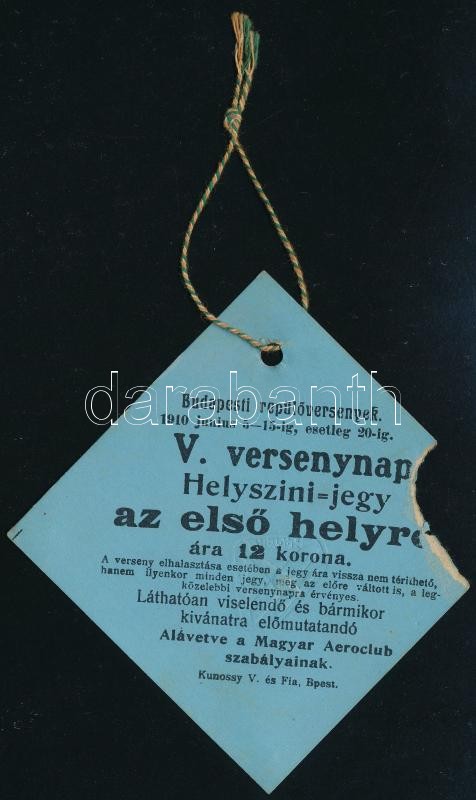 Budapesti repülőversenyek.
1910 június 5—15-ig, esetleg 20-ig.
V. versenynap
Helyszini=jegy
az első helyre
ára 12 korona.
A verseny elhalasztása esetében a jegy ára vissza nem téríthető,
hanem ilyenkor minden jegy, még az előre váltott is, a leg-
közelebbi versenynapra érvényes.
Láthatóan viselendő és bármikor
kívánatra előmutatandó
Alávetve a Magyar Aeroclub
szabályainak.
Kunossy V. és Fia, Bpest.
darabanth